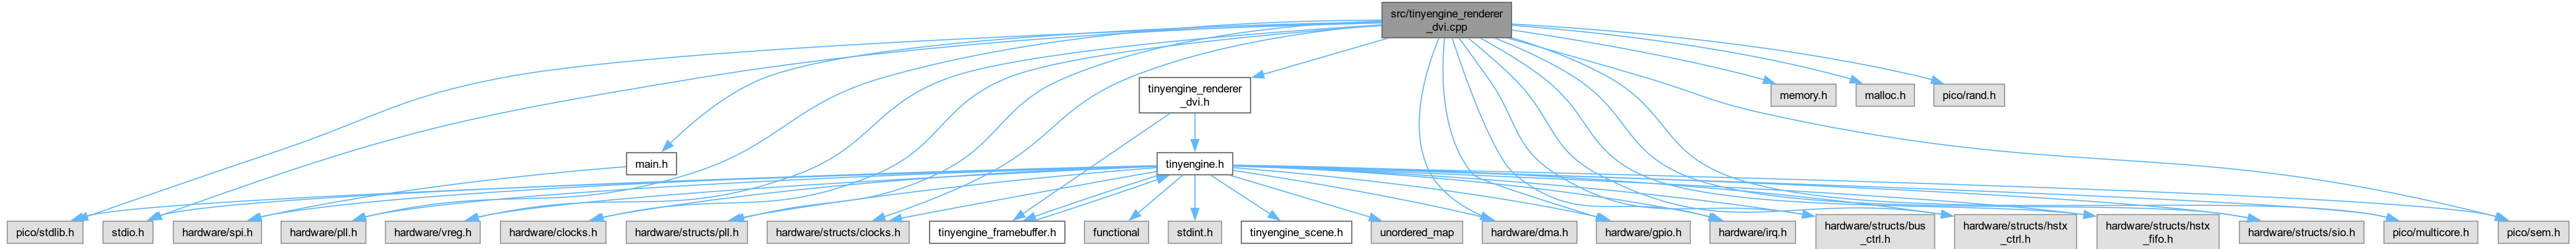 src/tinyengine_renderer
_dvi.cpp
tinyengine_renderer
_dvi.h
memory.h
malloc.h
pico/rand.h
main.h
tinyengine.h
pico/stdlib.h
stdio.h
hardware/spi.h
hardware/pll.h
hardware/vreg.h
hardware/clocks.h
hardware/structs/pll.h
hardware/structs/clocks.h
tinyengine_framebuffer.h
functional
stdint.h
tinyengine_scene.h
unordered_map
hardware/dma.h
hardware/gpio.h
hardware/irq.h
hardware/structs/bus
_ctrl.h
hardware/structs/hstx
_ctrl.h
hardware/structs/hstx
_fifo.h
hardware/structs/sio.h
pico/multicore.h
pico/sem.h